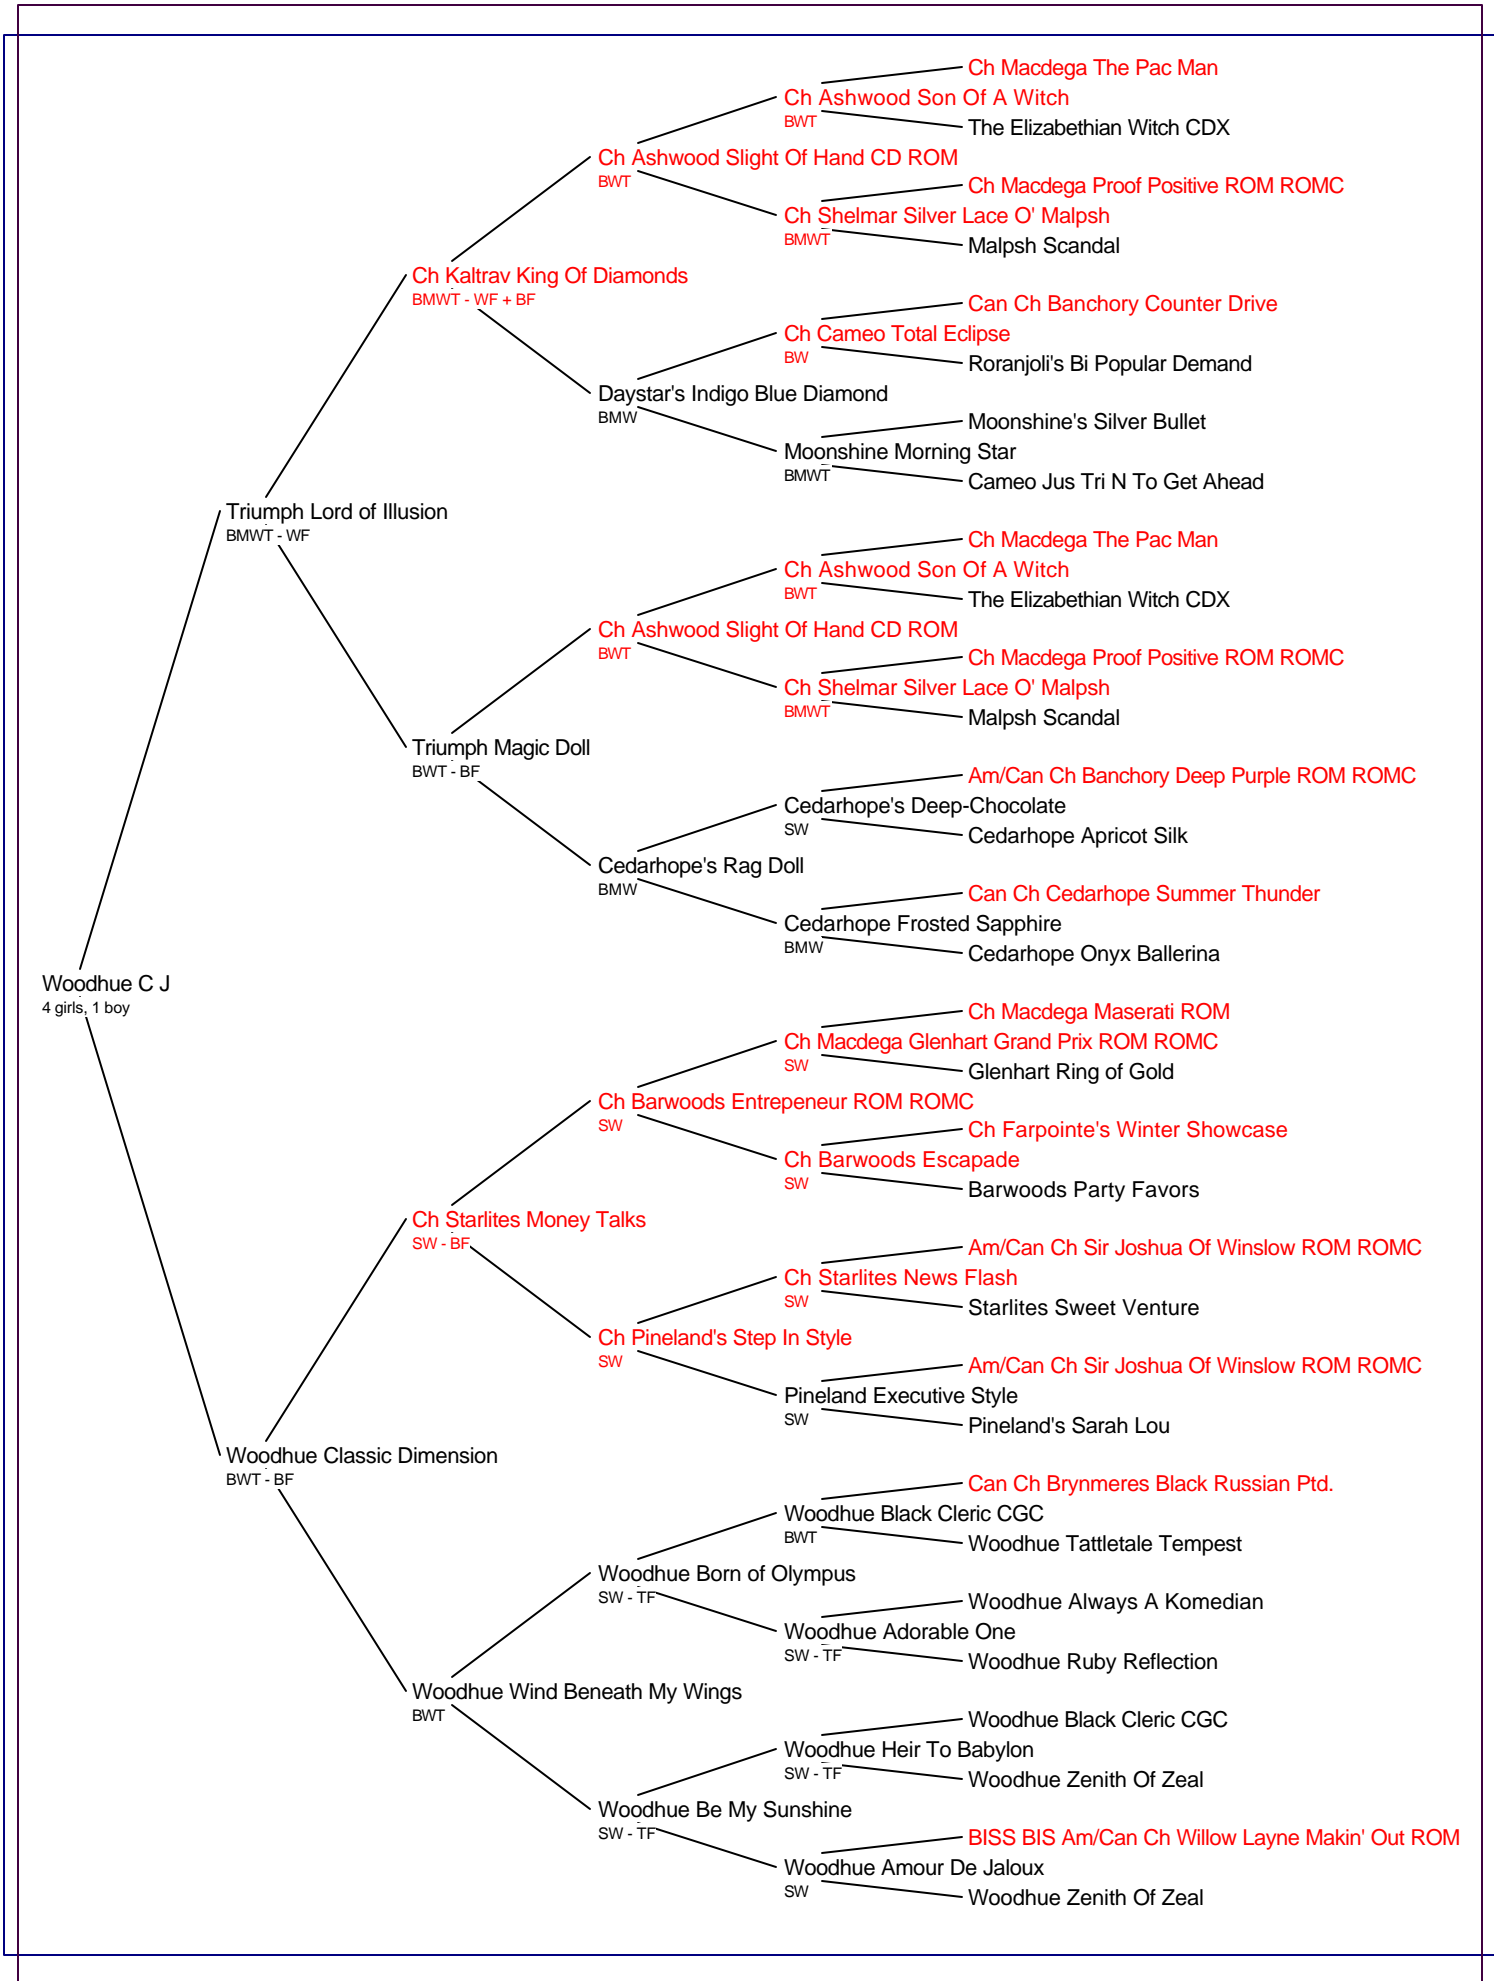 Ch Macdega The Pac Man
Ch Ashwood Son Of A Witch
BWT
The Elizabethian Witch CDX
Ch Ashwood Slight Of Hand CD ROM
BWT
Ch Macdega Proof Positive ROM ROMC
Ch Shelmar Silver Lace O' Malpsh
BMWT
Malpsh Scandal
Ch Kaltrav King Of Diamonds
BMWT - WF + BF
Can Ch Banchory Counter Drive
Ch Cameo Total Eclipse
BW
Roranjoli's Bi Popular Demand
Daystar's Indigo Blue Diamond
BMW
Moonshine's Silver Bullet
Moonshine Morning Star
BMWT
Cameo Jus Tri N To Get Ahead
Triumph Lord of Illusion
BMWT - WF
Ch Macdega The Pac Man
Ch Ashwood Son Of A Witch
BWT
The Elizabethian Witch CDX
Ch Ashwood Slight Of Hand CD ROM
BWT
Ch Macdega Proof Positive ROM ROMC
Ch Shelmar Silver Lace O' Malpsh
BMWT
Malpsh Scandal
Triumph Magic Doll
BWT - BF
Am/Can Ch Banchory Deep Purple ROM ROMC
Cedarhope's Deep-Chocolate
SW
Cedarhope Apricot Silk
Cedarhope's Rag Doll
BMW
Can Ch Cedarhope Summer Thunder
Cedarhope Frosted Sapphire
BMW
Cedarhope Onyx Ballerina
Woodhue C J
4 girls, 1 boy
Ch Macdega Maserati ROM
Ch Macdega Glenhart Grand Prix ROM ROMC
SW
Glenhart Ring of Gold
Ch Barwoods Entrepeneur ROM ROMC
SW
Ch Farpointe's Winter Showcase
Ch Barwoods Escapade
SW
Barwoods Party Favors
Ch Starlites Money Talks
SW - BF
Am/Can Ch Sir Joshua Of Winslow ROM ROMC
Ch Starlites News Flash
SW
Starlites Sweet Venture
Ch Pineland's Step In Style
SW
Am/Can Ch Sir Joshua Of Winslow ROM ROMC
Pineland Executive Style
SW
Pineland's Sarah Lou
Woodhue Classic Dimension
BWT - BF
Can Ch Brynmeres Black Russian Ptd.
Woodhue Black Cleric CGC
BWT
Woodhue Tattletale Tempest
Woodhue Born of Olympus
SW - TF
Woodhue Always A Komedian
Woodhue Adorable One
SW - TF
Woodhue Ruby Reflection
Woodhue Wind Beneath My Wings
BWT
Woodhue Black Cleric CGC
Woodhue Heir To Babylon
SW - TF
Woodhue Zenith Of Zeal
Woodhue Be My Sunshine
SW - TF
BISS BIS Am/Can Ch Willow Layne Makin' Out ROM
Woodhue Amour De Jaloux
SW
Woodhue Zenith Of Zeal